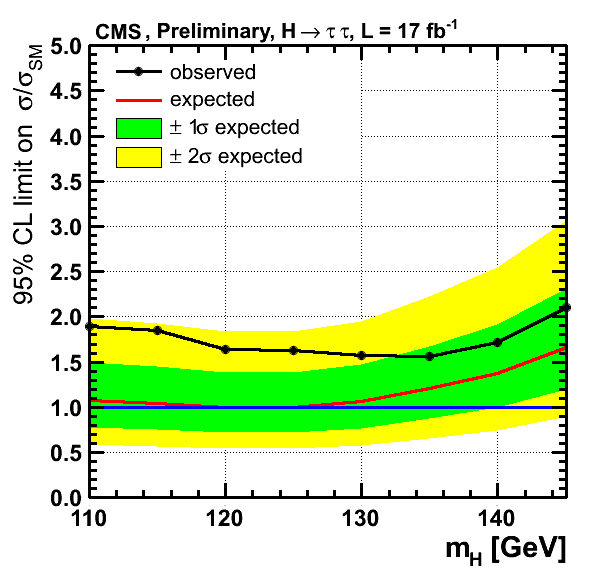 CMS , Preliminary, H → τ τ, L = 17 fb⁻¹
95% CL limit on σ/σSM
5.0
4.5
4.0
3.5
3.0
2.5
2.0
1.5
1.0
0.5
0.0
observed
expected
± 1σ expected
± 2σ expected
110 120 130 140
mH [GeV]